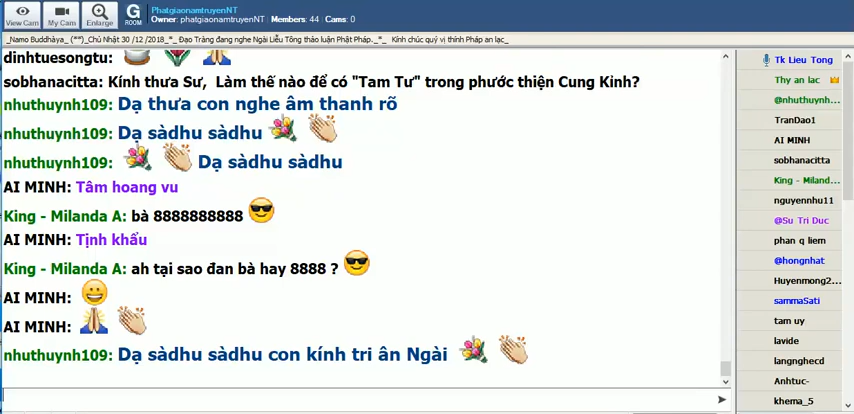 View Cam
My Cam
Enlarge
G
ROOM
PhatgiaonamtruyenNT
Owner: phatgiaonamtruyenNT | Members: 44 | Cams: 0
_Namo Buddhàya_ (**)_Chủ Nhật 30 /12 /2018_*_ Đạo Tràng đang nghe Ngài Liễu Tông thảo luận Phật Pháp._*_ Kính chúc quý vị thính Pháp an lạc_
dinhtuesongtu:
sobhanacitta: Kính thưa Sư, Làm thế nào để có "Tam Tư" trong phước thiện Cung Kính?
nhuthuynh109: Dạ thưa con nghe âm thanh rõ
nhuthuynh109: Dạ sàdhu sàdhu
nhuthuynh109: Dạ sàdhu sàdhu
AI MINH: Tâm hoang vu
King - Milanda A: bà 8888888888
AI MINH: Tịnh khẩu
King - Milanda A: ah tại sao đan bà hay 8888 ?
AI MINH:
AI MINH:
nhuthuynh109: Dạ sàdhu sàdhu con kính tri ân Ngài
Tk Lieu Tong
Thy an lac
@nhuthuynh...
TranDao1
AI MINH
sobhanacitta
King - Miland...
nguyennhu11
@Su Tri Duc
phan q liem
@hongnhat
Huyenmong2...
sammaSati
tam uy
lavide
langnghecd
Anhtuc-
khema_5